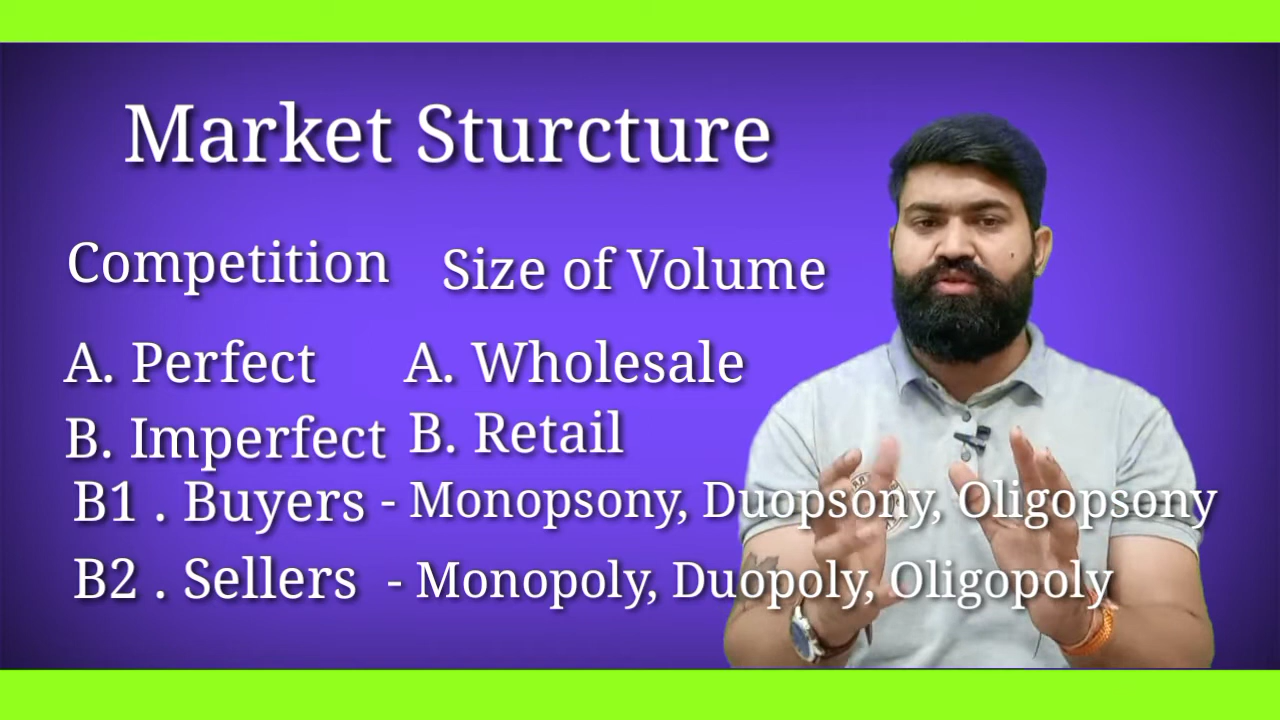 Market Sturcture
Competition Size of Volume
A. Perfect A. Wholesale
B. Imperfect B. Retail
B1 . Buyers - Monopsony, Duopsony, Oligopsony
B2 . Sellers - Monopoly, Duopoly, Oligopoly